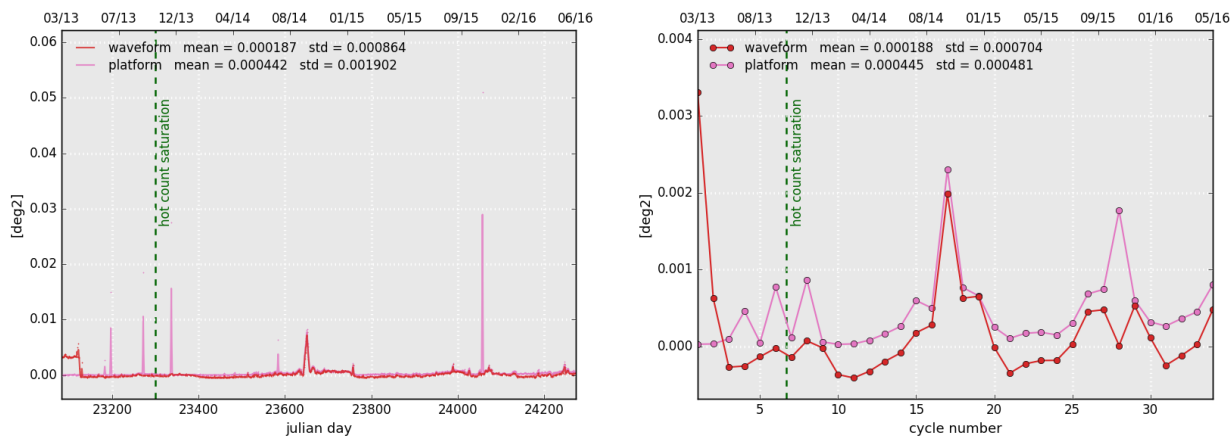 03/13 07/13 12/13 04/14 08/14 01/15 05/15 09/15 02/16 06/16
0.06
0.05
0.04
0.03
0.02
0.01
0.00
[deg2]
waveform mean = 0.000187 std = 0.000864
platform mean = 0.000442 std = 0.001902
hot count saturation
23200 23400 23600 23800 24000 24200
julian day
03/13 08/13 12/13 04/14 08/14 01/15 05/15 09/15 01/16 05/16
0.004
0.003
0.002
0.001
0.000
[deg2]
waveform mean = 0.000188 std = 0.000704
platform mean = 0.000445 std = 0.000481
hot count saturation
5 10 15 20 25 30
cycle number